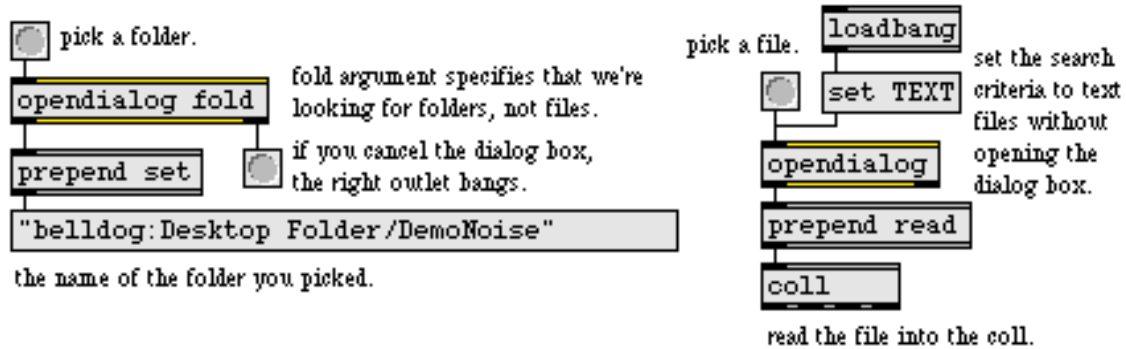 pick a folder.
opendialog fold
fold argument specifies that we're
looking for folders, not files.
if you cancel the dialog box,
the right outlet bangs.
prepend set
"belldog:Desktop Folder/DemoNoise"
the name of the folder you picked.
loadbang
pick a file.
set TEXT
set the search
criteria to text
files without
opening the
dialog box.
opendialog
prepend read
coll
read the file into the coll.